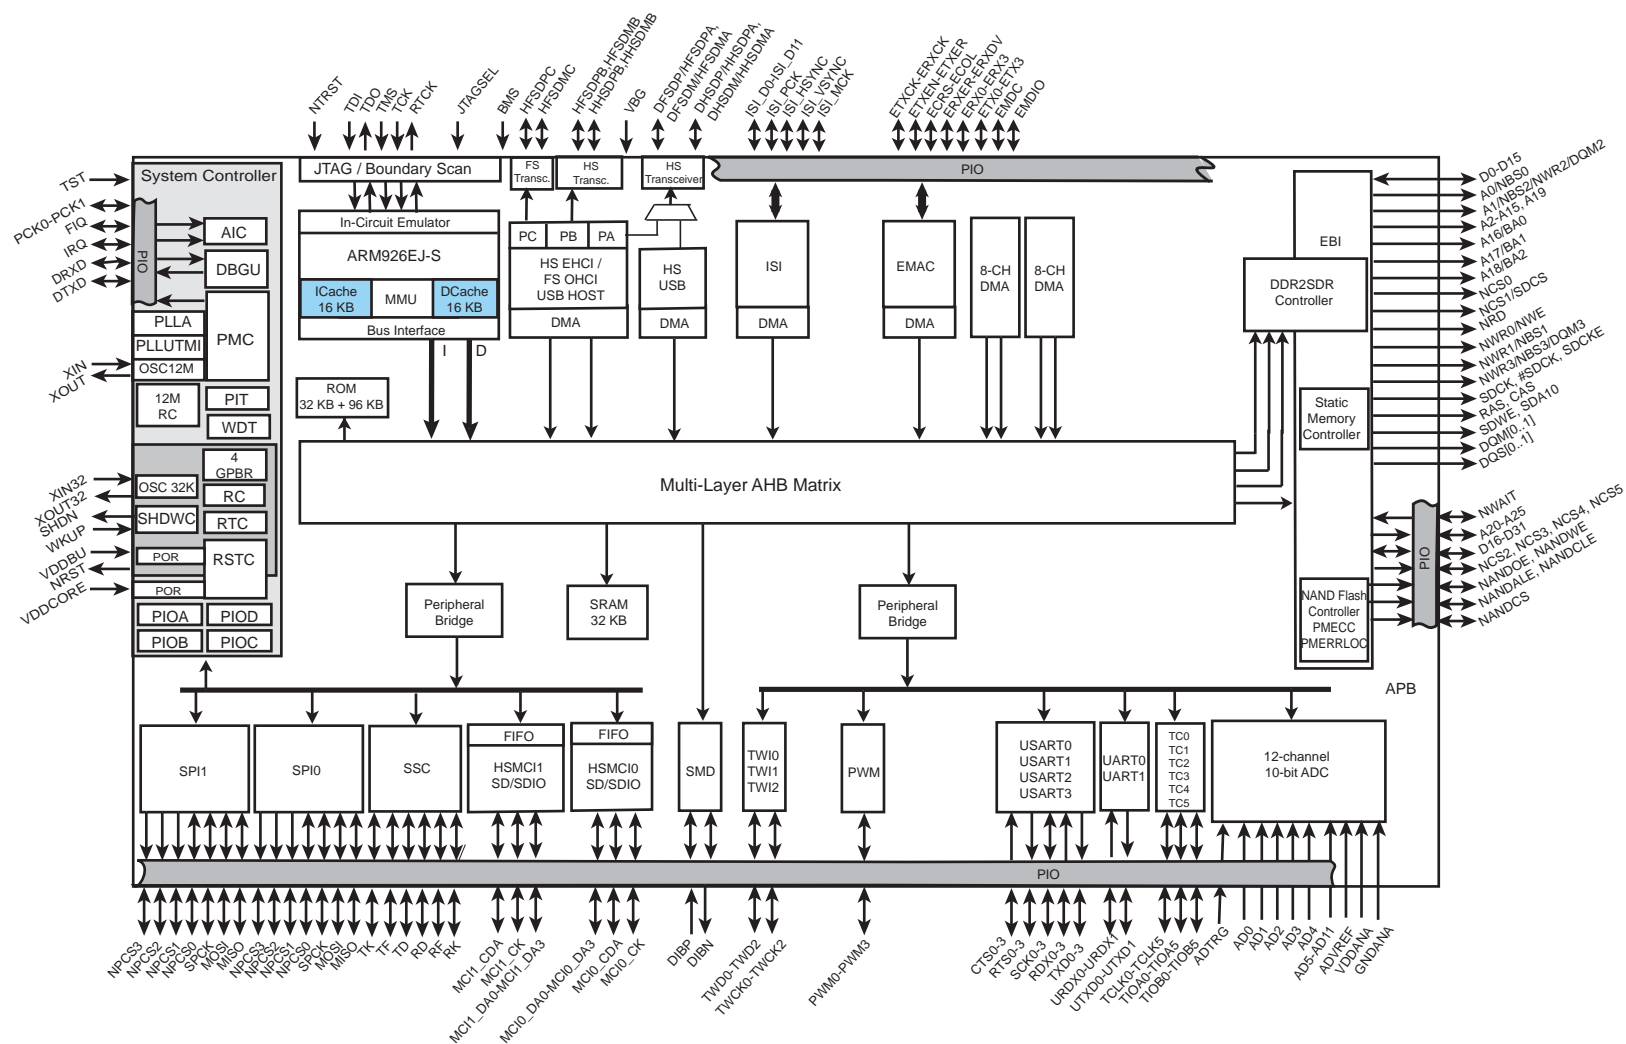 NTRST
TDI
TDO
TMS
TCK
RTCK
JTAGSEL
BMS
HFSDPC
HFSDMC
HFSDPB,HFSDMB
HHSDPB,HHSDMB
VBG
DFSDP/HFSDPA,
DFSDM/HFSDMA
DHSDP/HHSDPA,
DHSDM/HHSDMA
ISI_D0-ISI_D11
ISI_PCK
ISI_HSYNC
ISI_VSYNC
ISI_MCK
ETXCK-ERXCK
ETXEN-ETXER
ECRS-ECOL
ERXER-ERXDV
ERX0-ERX3
ETX0-ETX3
EMDC
EMDIO
TST
PCK0-PCK1
FIQ
IRQ
DRXD
DTXD
XIN
XOUT
XIN32
XOUT32
SHDN
WKUP
VDDBU
NRST
VDDCORE
System Controller
PIO
AIC
DBGU
PLLA
PLLUTMI
OSC12M
PMC
12M
RC
PIT
WDT
4
GPBR
OSC 32K
RC
SHDWC
RTC
POR
RSTC
POR
PIOA
PIOD
PIOB
PIOC
JTAG / Boundary Scan
In-Circuit Emulator
ARM926EJ-S
ICache
16 KB
MMU
DCache
16 KB
Bus Interface
I
D
ROM
32 KB + 96 KB
FS
Transc.
HS
Transc.
HS
Transceiver
PC
PB
PA
HS EHCI /
FS OHCI
USB HOST
DMA
HS
USB
DMA
PIO
ISI
DMA
EMAC
DMA
8-CH
DMA
8-CH
DMA
EBI
DDR2SDR
Controller
Static
Memory
Controller
NAND Flash
Controller
PMECC
PMERRLOC
PIO
D0-D15
A0/NBS0
A1/NBS2/NWR2/DQM2
A2-A15, A19
A16/BA0
A17/BA1
A18/BA2
NCS0
NCS1/SDCS
NRD
NWR0/NWE
NWR1/NBS1
NWR3/NBS3/DQM3
SDCK, #SDCK, SDCKE
RAS, CAS
SDWE, SDA10
DQM[0..1]
DQS[0..1]
NWAIT
A20-A25
D16-D31
NCS2, NCS3, NCS4, NCS5
NANDOE, NANDWE
NANDALE, NANDCLE
NANDCS
Multi-Layer AHB Matrix
Peripheral
Bridge
SRAM
32 KB
Peripheral
Bridge
APB
SPI1
SPI0
SSC
FIFO
HSMCI1
SD/SDIO
FIFO
HSMCI0
SD/SDIO
SMD
TWI0
TWI1
TWI2
PWM
USART0
USART1
USART2
USART3
UART0
UART1
TC0
TC1
TC2
TC3
TC4
TC5
12-channel
10-bit ADC
PIO
NPCS3
NPCS2
NPCS1
NPCS0
SPCK
MOSI
MISO
NPCS3
NPCS2
NPCS1
NPCS0
SPCK
MOSI
MISO
TK
TF
TD
RD
RF
RK
MCI1_CDA
MCI1_CK
MCI1_DA0-MCI1_DA3
MCI0_DA0-MCI0_DA3
MCI0_CDA
MCI0_CK
DIBP
DIBN
TWD0-TWD2
TWCK0-TWCK2
PWM0-PWM3
CTS0-3
RTS0-3
SCK0-3
RDX0-3
TXD0-3
URDX0-URDX1
UTXD0-UTXD1
TCLK0-TCLK5
TIOA0-TIOA5
TIOB0-TIOB5
ADTRG
AD0
AD1
AD2
AD3
AD4
AD5-AD11
ADVREF
VDDANA
GNDANA